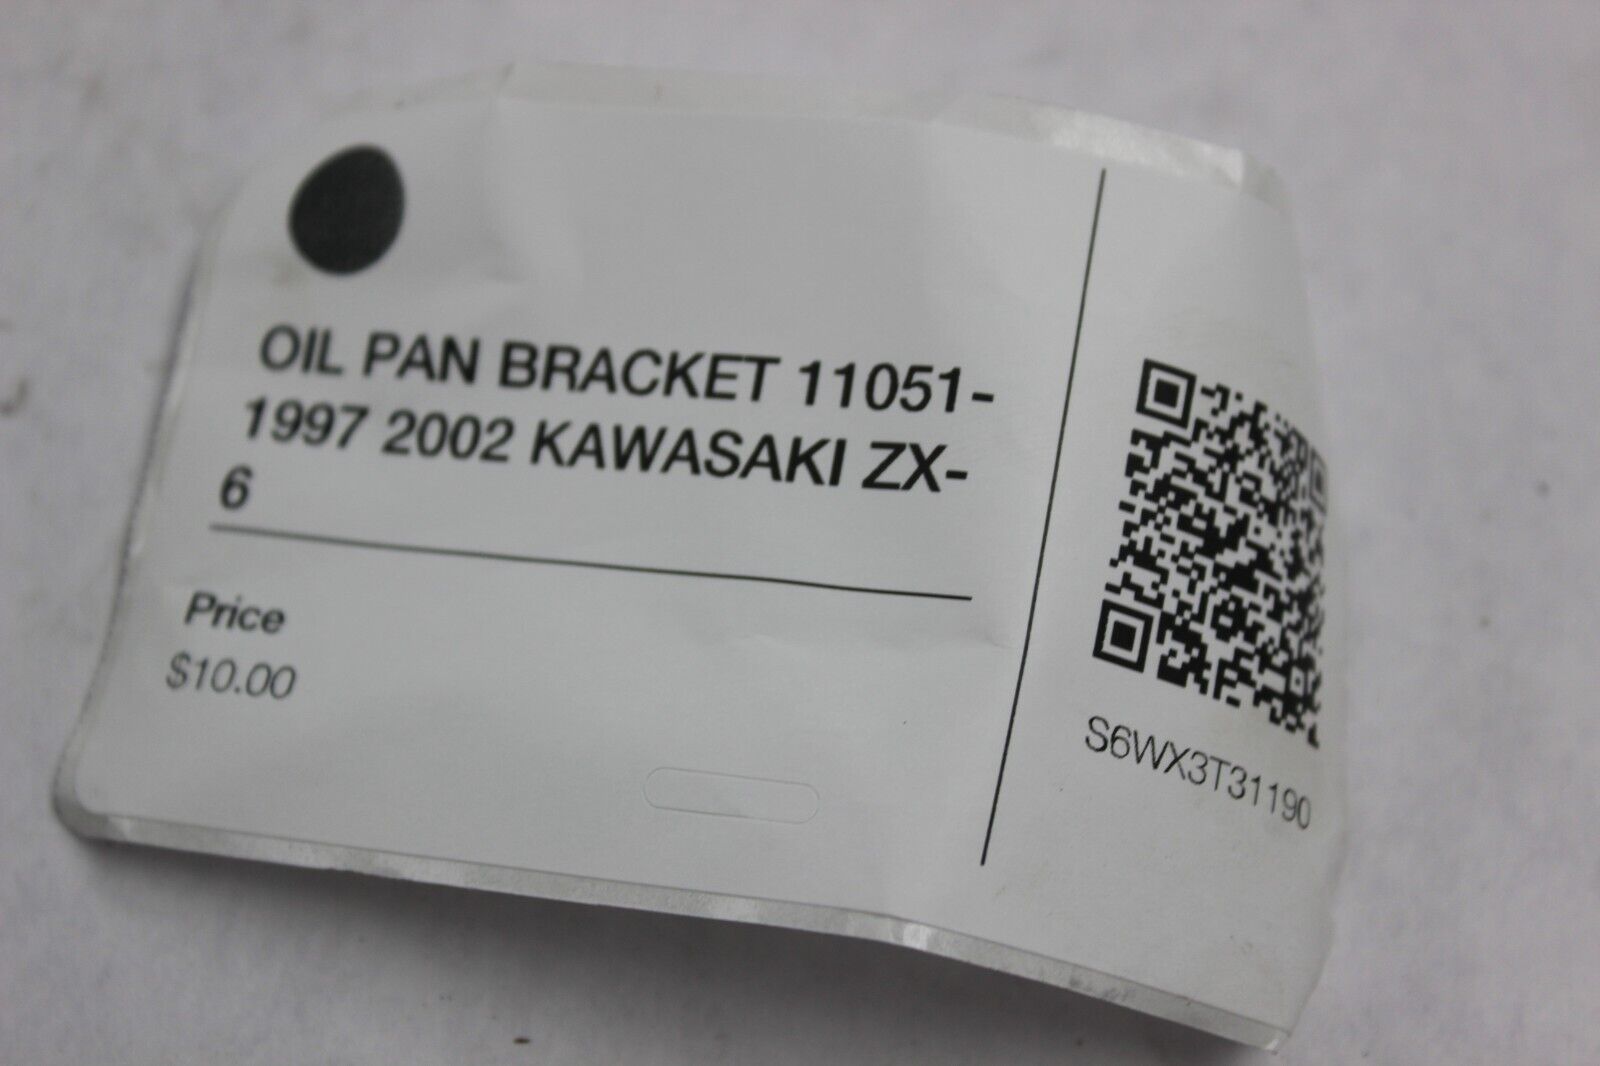 OIL PAN BRACKET 11051-
1997 2002 KAWASAKI ZX-
6
Price
$10.00
S6WX3T31190